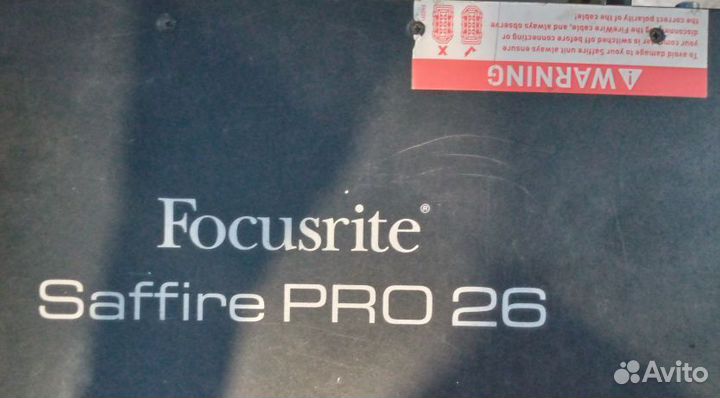 ⚠WARNING
To avoid damage to your Saffire unit always ensure
your computer is switched off before connecting or
disconnecting the FireWire cable, and always observe
the correct polarity of the cable!
Focusrite®
Saffire PRO 26
Avito